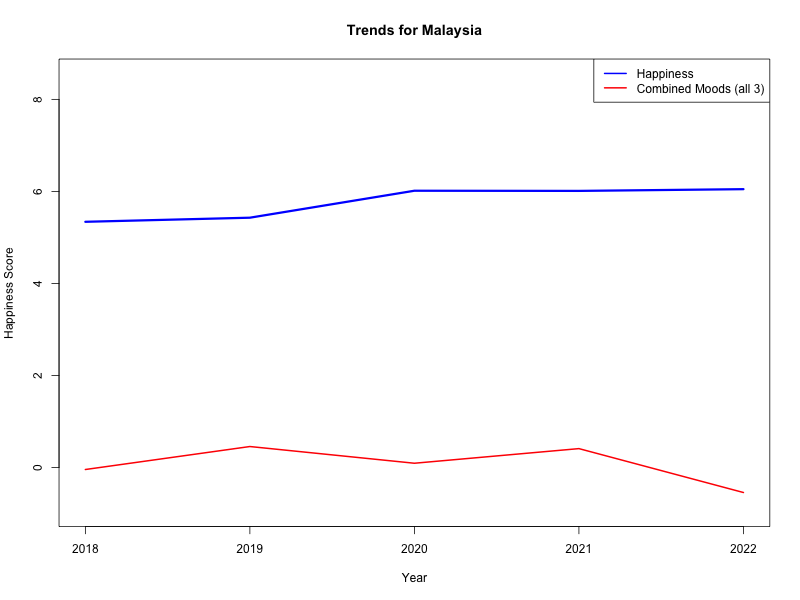 Trends for Malaysia
Happiness
Combined Moods (all 3)
8
6
4
2
0
Happiness Score
2018
2019
2020
2021
2022
Year